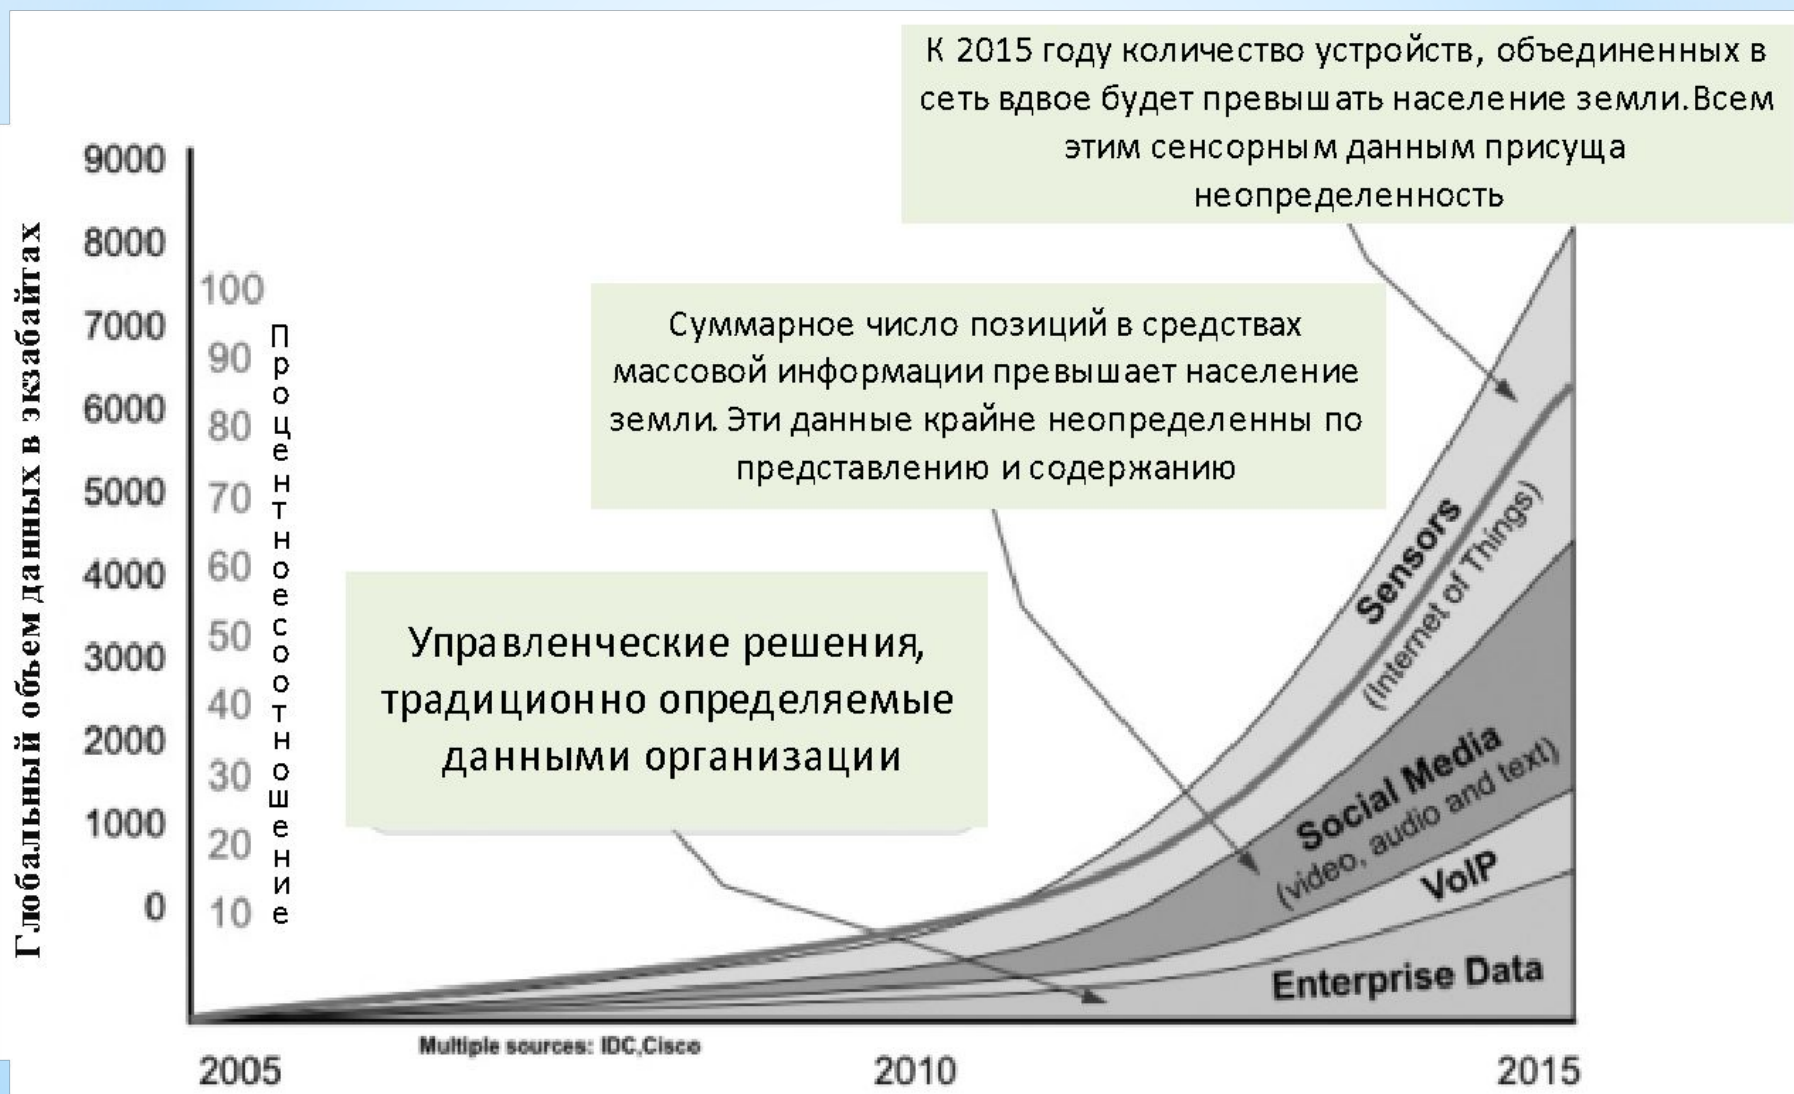 К 2015 году количество устройств, объединенных в
сеть вдвое будет превышать население земли.Всем
этим сенсорным данным присуща
неопределенность
Глобальный объем данных в экзабайтах
9000
8000
7000
6000
5000
4000
3000
2000
1000
0
100
90
80
70
60
50
40
30
20
10
Процентное соотношение
Суммарное число позиций в средствах
массовой информации превышает население
земли. Эти данные крайне неопределенны по
представлению и содержанию
Управленческие решения,
традиционно определяемые
данными организации
Sensors
(Internet of Things)
Social Media
(video, audio and text)
VoIP
Enterprise Data
Multiple sources: IDC,Cisco
2005
2010
2015